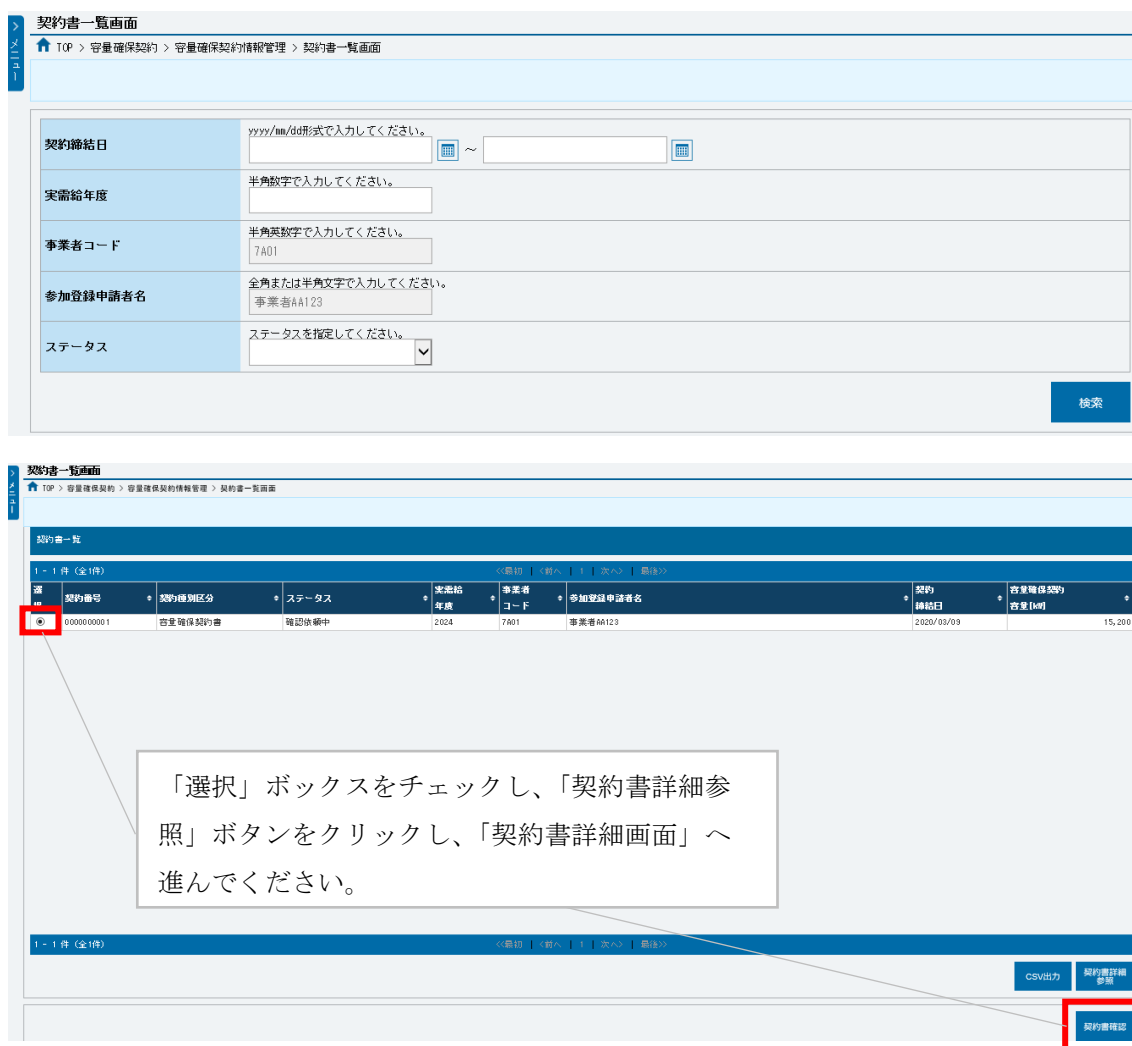 契約書一覧画面
メニュー
TOP > 容量確保契約 > 容量確保契約情報管理 > 契約書一覧画面
契約締結日
yyyy/mm/dd形式で入力してください。
～
実需給年度
半角数字で入力してください。
事業者コード
半角英数字で入力してください。
7A01
参加登録申請者名
全角または半角文字で入力してください。
事業者AA123
ステータス
ステータスを指定してください。
検索
契約書一覧画面
メニュー
TOP > 容量確保契約 > 容量確保契約情報管理 > 契約書一覧画面
契約書一覧
1 - 1 件 (全1件) <<最初 | <前へ | 1 | 次へ> | 最後>>
選択 契約番号 契約種別区分 ステータス 実需給年度 事業者コード 参加登録申請者名 契約締結日 容量確保契約容量[kW]
0000000001 容量確保契約書 確認依頼中 2024 7A01 事業者AA123 2020/03/09 15,200
「選択」ボックスをチェックし、「契約書詳細参
照」ボタンをクリックし、「契約書詳細画面」へ
進んでください。
1 - 1 件 (全1件) <<最初 | <前へ | 1 | 次へ> | 最後>>
CSV出力 契約書詳細参照
契約書確認